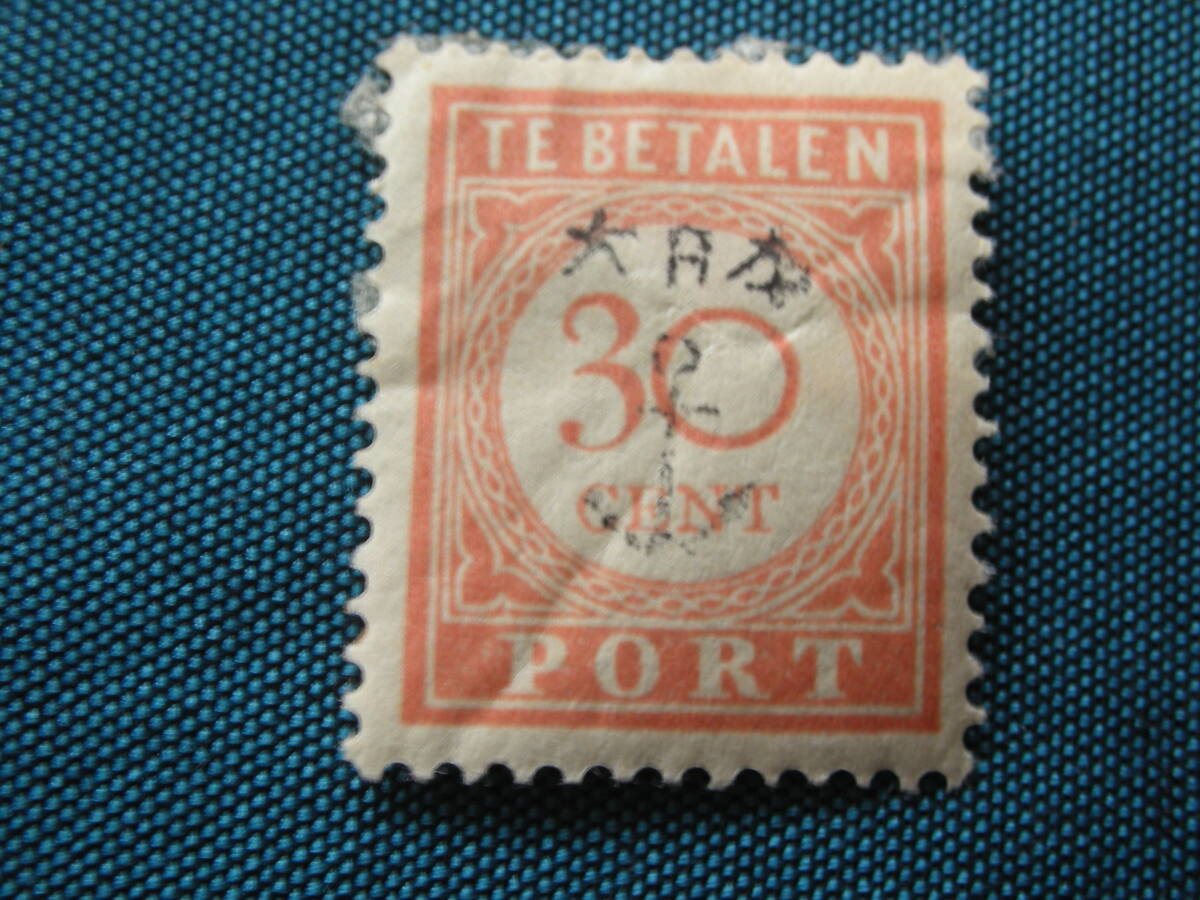 TE BETALEN
大日本
30
CENT
PORT